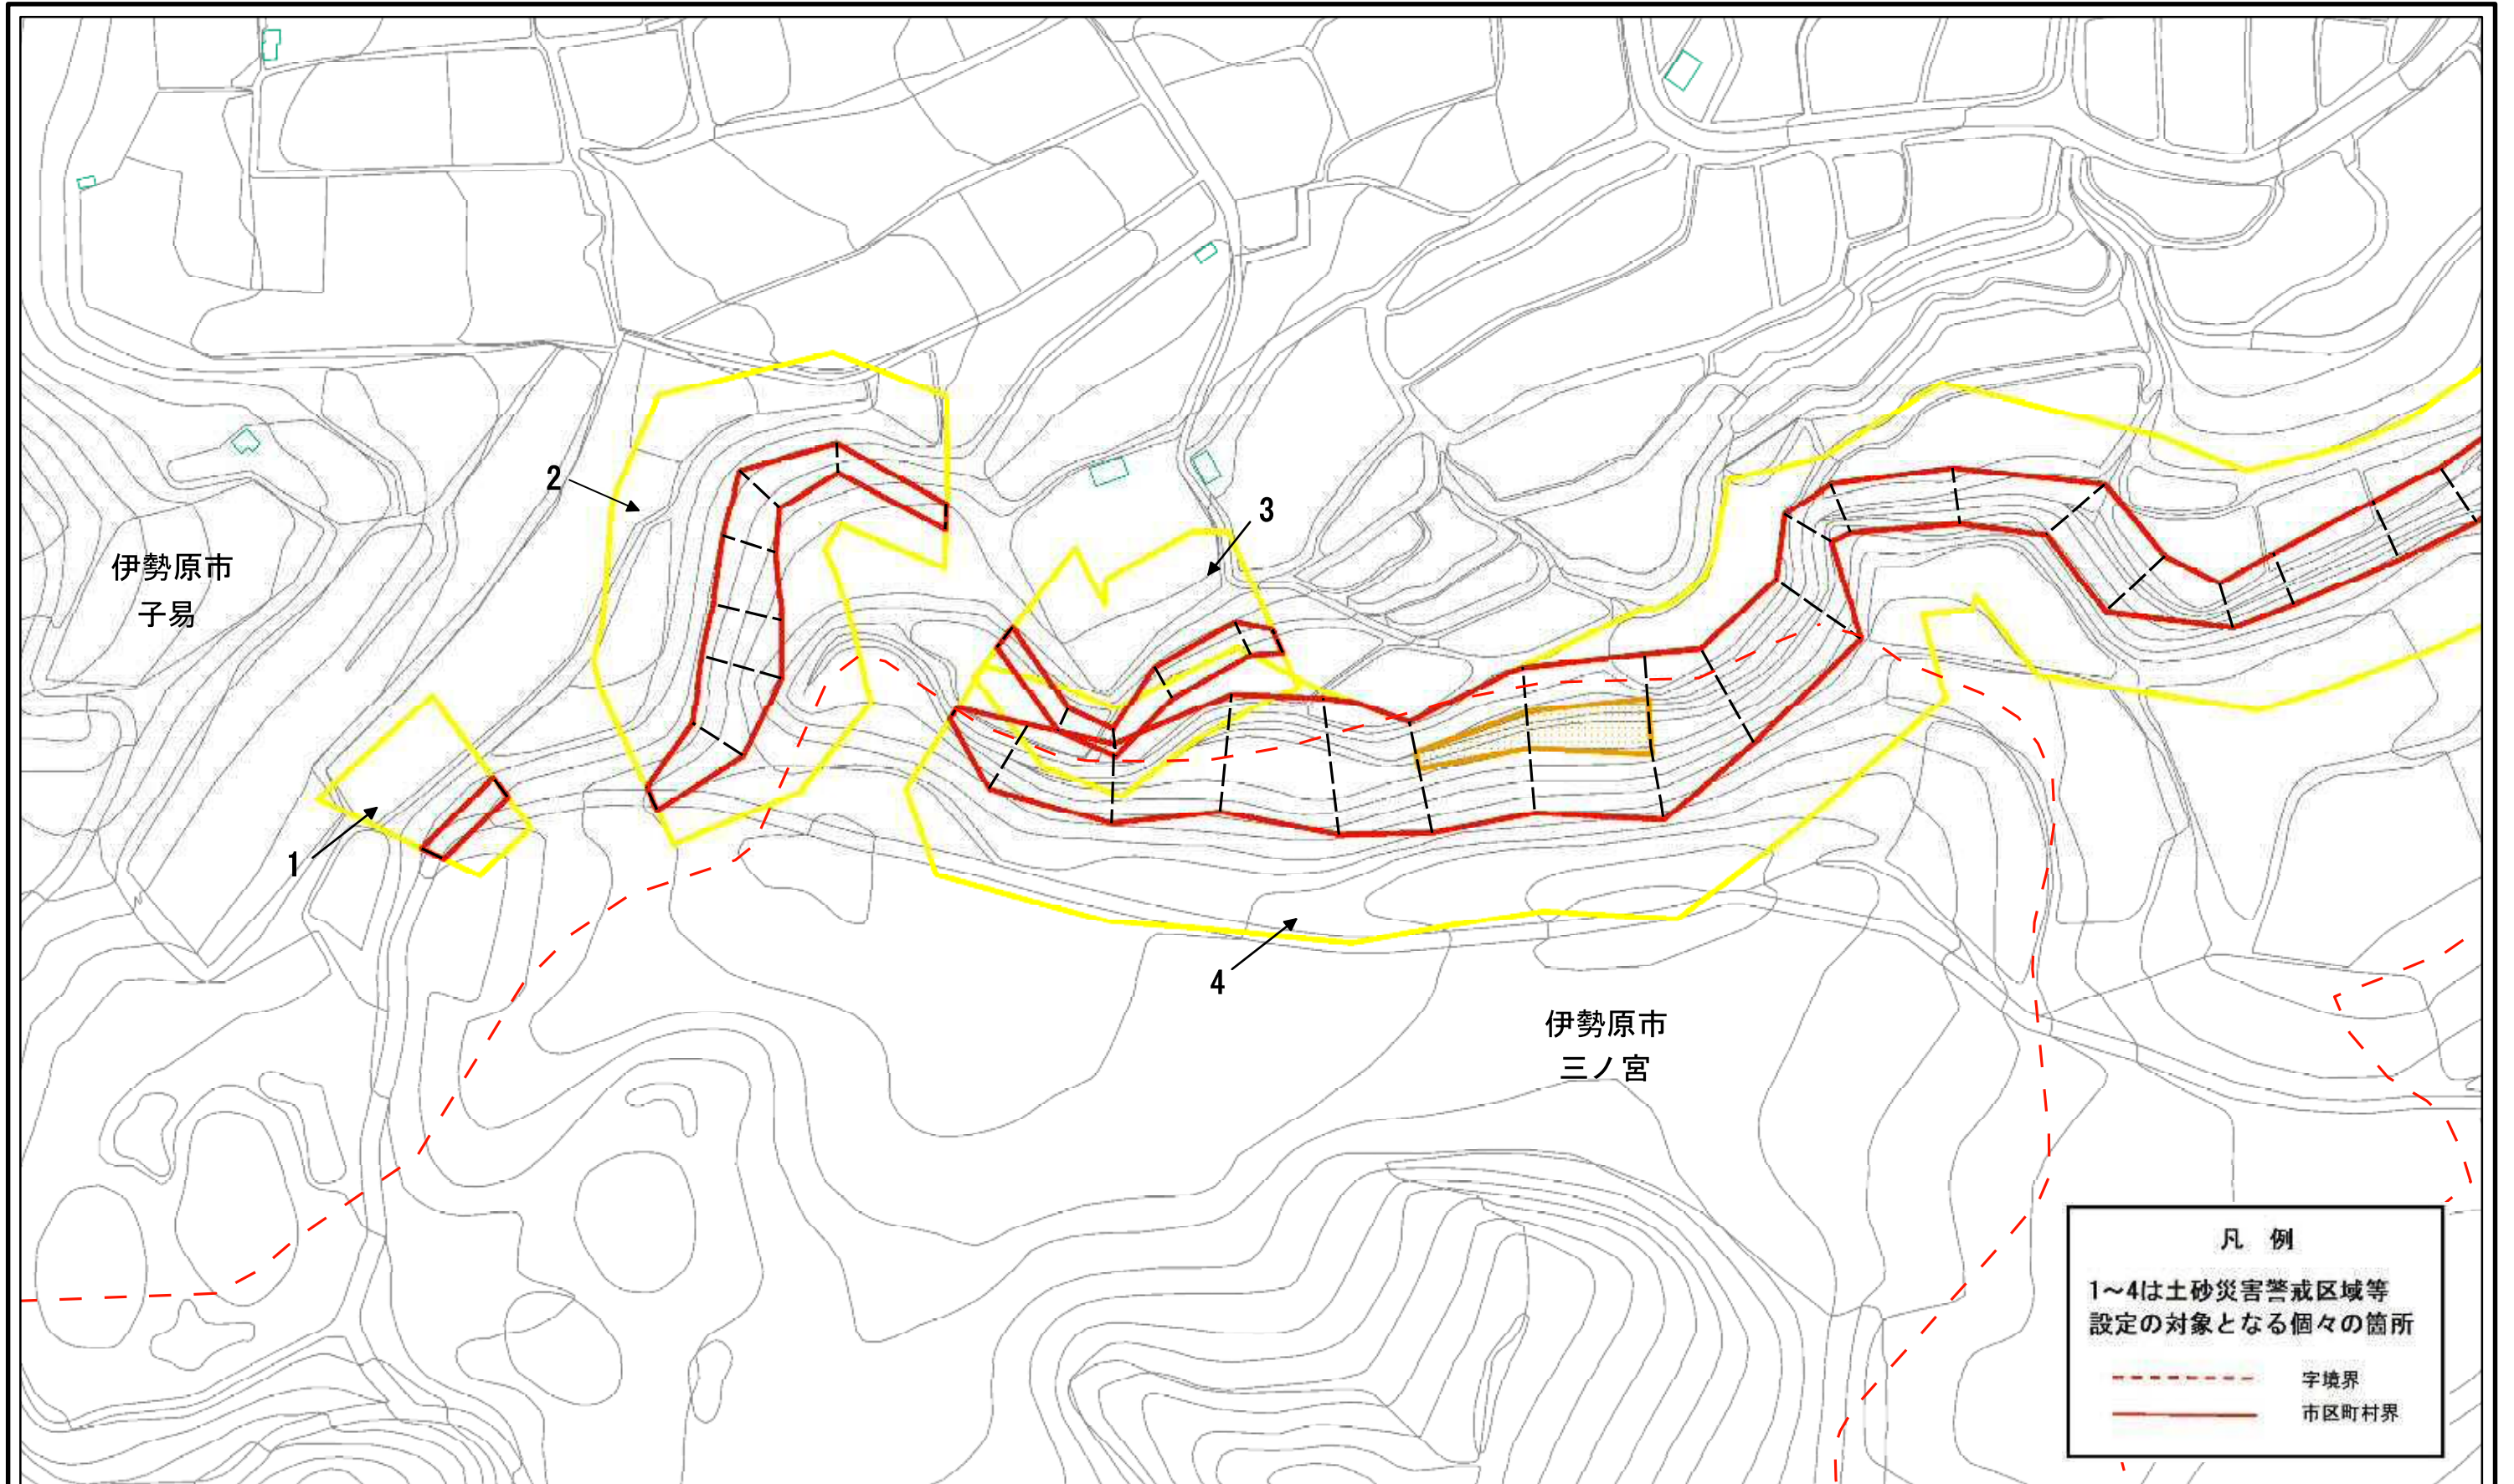 2
3
伊勢原市
子易
1
4
伊勢原市
三ノ宮
凡 例
1～4は土砂災害警戒区域等
設定の対象となる個々の箇所
字境界
市区町村界